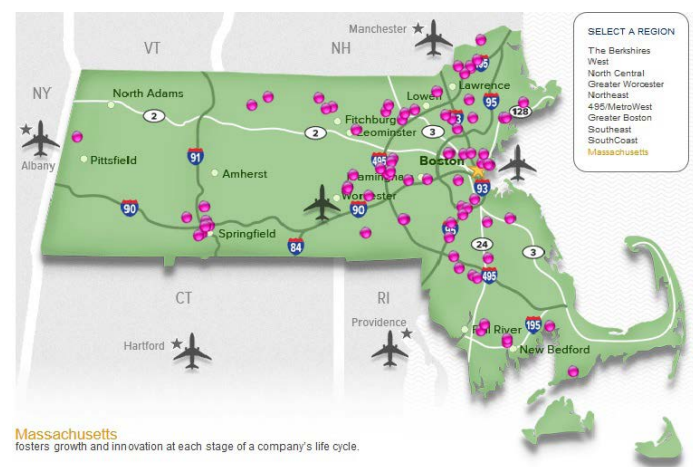 Manchester
SELECT A REGION
VT
NH
The Berkshires
West
North Central
Greater Worcester
Northeast
495/MetroWest
Greater Boston
Southeast
SouthCoast
Massachusetts
NY
North Adams
Lowell
Lawrence
95
128
2
Fitchburg
Leominster
2
3
Albany
Pittsfield
91
Amherst
495
Boston
93
90
Worcester
90
Springfield
84
95
24
3
495
CT
RI
Providence
Hartford
Fall River
195
New Bedford
Massachusetts
fosters growth and innovation at each stage of a company's life cycle.